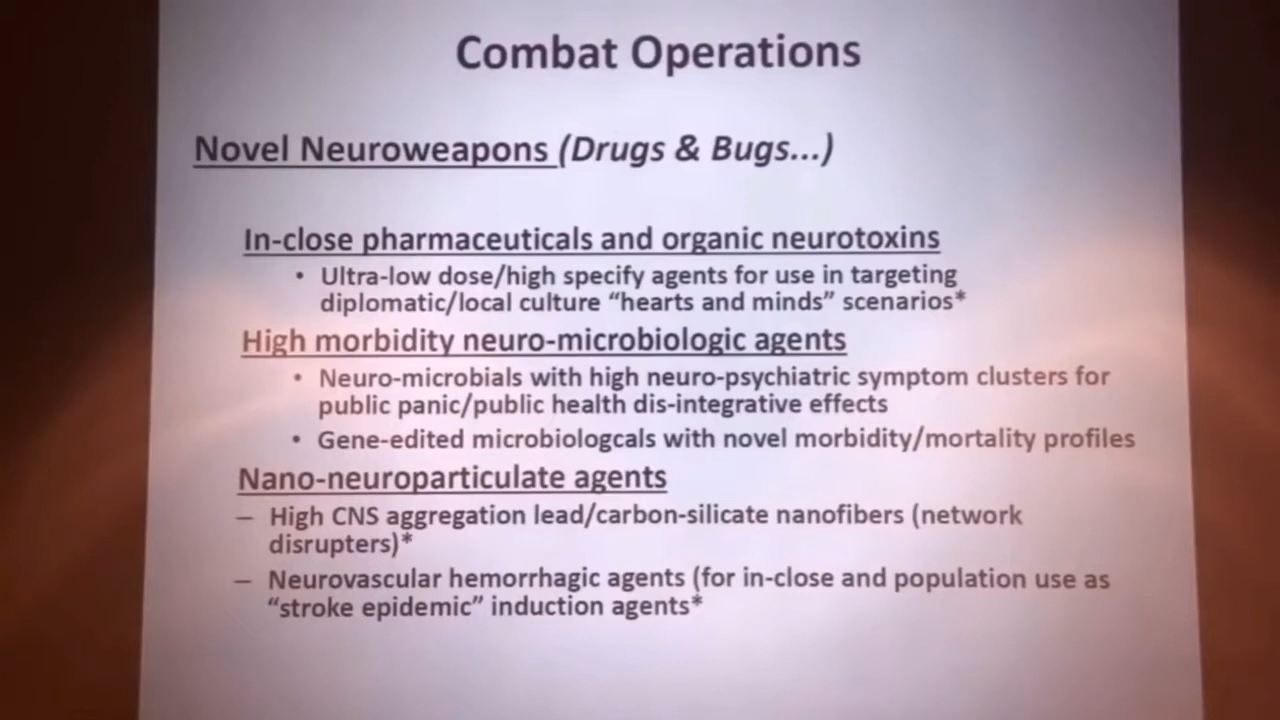 Combat Operations
Novel Neuroweapons (Drugs & Bugs...)
In-close pharmaceuticals and organic neurotoxins
• Ultra-low dose/high specify agents for use in targeting
diplomatic/local culture “hearts and minds” scenarios*
High morbidity neuro-microbiologic agents
• Neuro-microbials with high neuro-psychiatric symptom clusters for
public panic/public health dis-integrative effects
• Gene-edited microbiologcals with novel morbidity/mortality profiles
Nano-neuroparticulate agents
– High CNS aggregation lead/carbon-silicate nanofibers (network
disrupters)*
– Neurovascular hemorrhagic agents (for in-close and population use as
“stroke epidemic” induction agents*